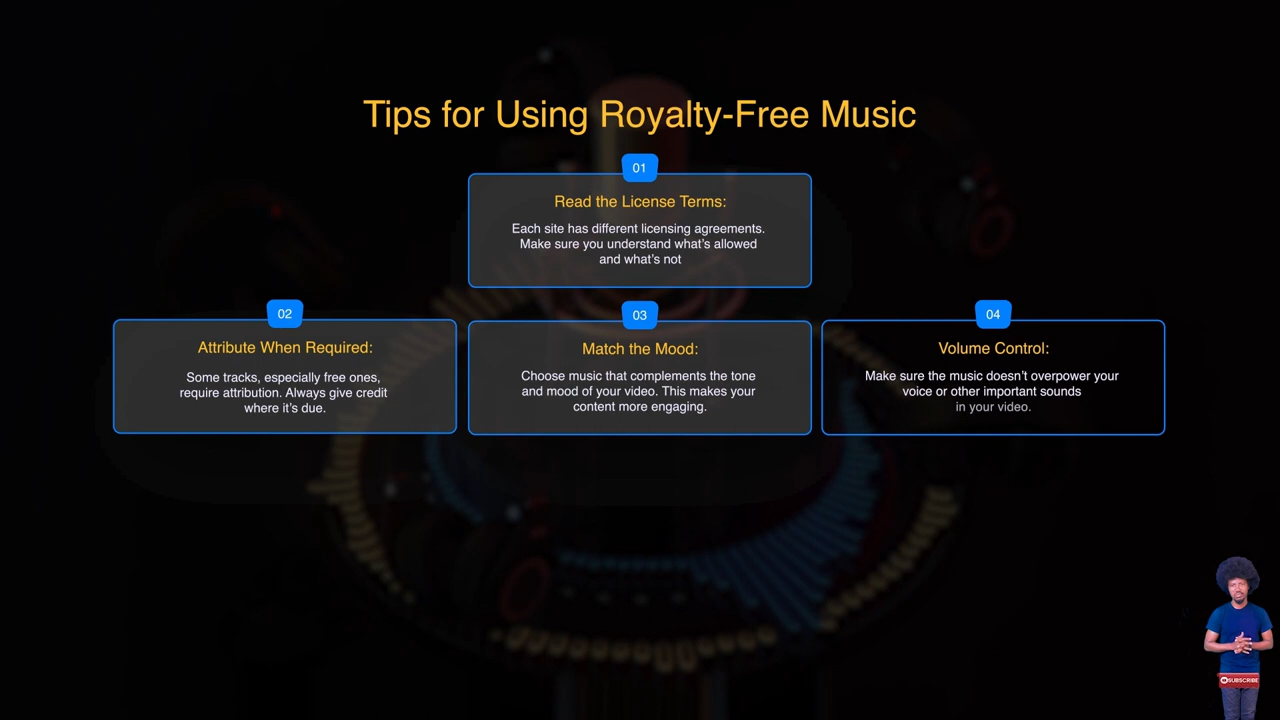 Tips for Using Royalty-Free Music
01
Read the License Terms:
Each site has different licensing agreements.
Make sure you understand what's allowed
and what's not
02
Attribute When Required:
Some tracks, especially free ones,
require attribution. Always give credit
where it's due.
03
Match the Mood:
Choose music that complements the tone
and mood of your video. This makes your
content more engaging.
04
Volume Control:
Make sure the music doesn't overpower your
voice or other important sounds
in your video.
SUBSCRIBE